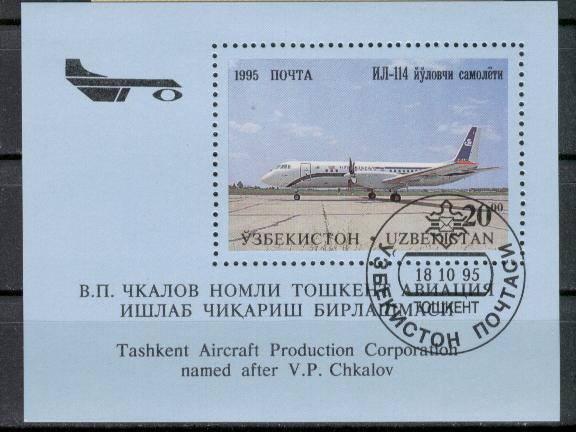 1995 ПОЧТА
ИЛ-114 йўловчи самолёти
20.00
ЎЗБЕКИСТОН · UZBEKISTAN
В.П. ЧКАЛОВ НОМЛИ ТОШКЕНТ АВИАЦИЯ
ИШЛАБ ЧИҚАРИШ БИРЛАШМАСИ
Tashkent Aircraft Production Corporation
named after V.P. Chkalov
18 10 95
ТОШКЕНТ
ЎЗБЕКИСТОН ПОЧТАСИ